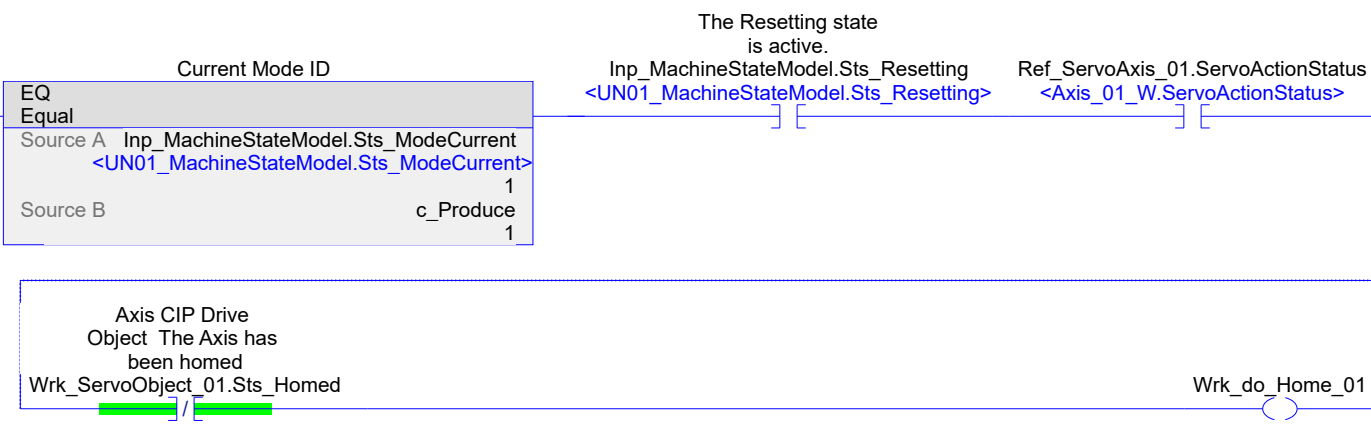 Current Mode ID
EQ
Equal
Source A Inp_MachineStateModel.Sts_ModeCurrent
<UN01_MachineStateModel.Sts_ModeCurrent>
1
Source B c_Produce
1
The Resetting state
is active.
Inp_MachineStateModel.Sts_Resetting
<UN01_MachineStateModel.Sts_Resetting>
Ref_ServoAxis_01.ServoActionStatus
<Axis_01_W.ServoActionStatus>
Axis CIP Drive
Object The Axis has
been homed
Wrk_ServoObject_01.Sts_Homed
/
Wrk_do_Home_01